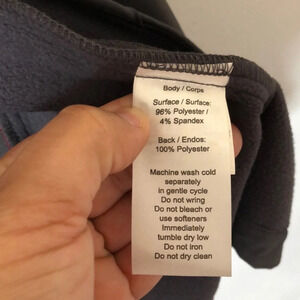 Body / Corps
Surface / Surface:
96% Polyester /
4% Spandex
Back / Endos:
100% Polyester
Machine wash cold
separately
in gentle cycle
Do not wring
Do not bleach or
use softeners
Immediately
tumble dry low
Do not iron
Do not dry clean